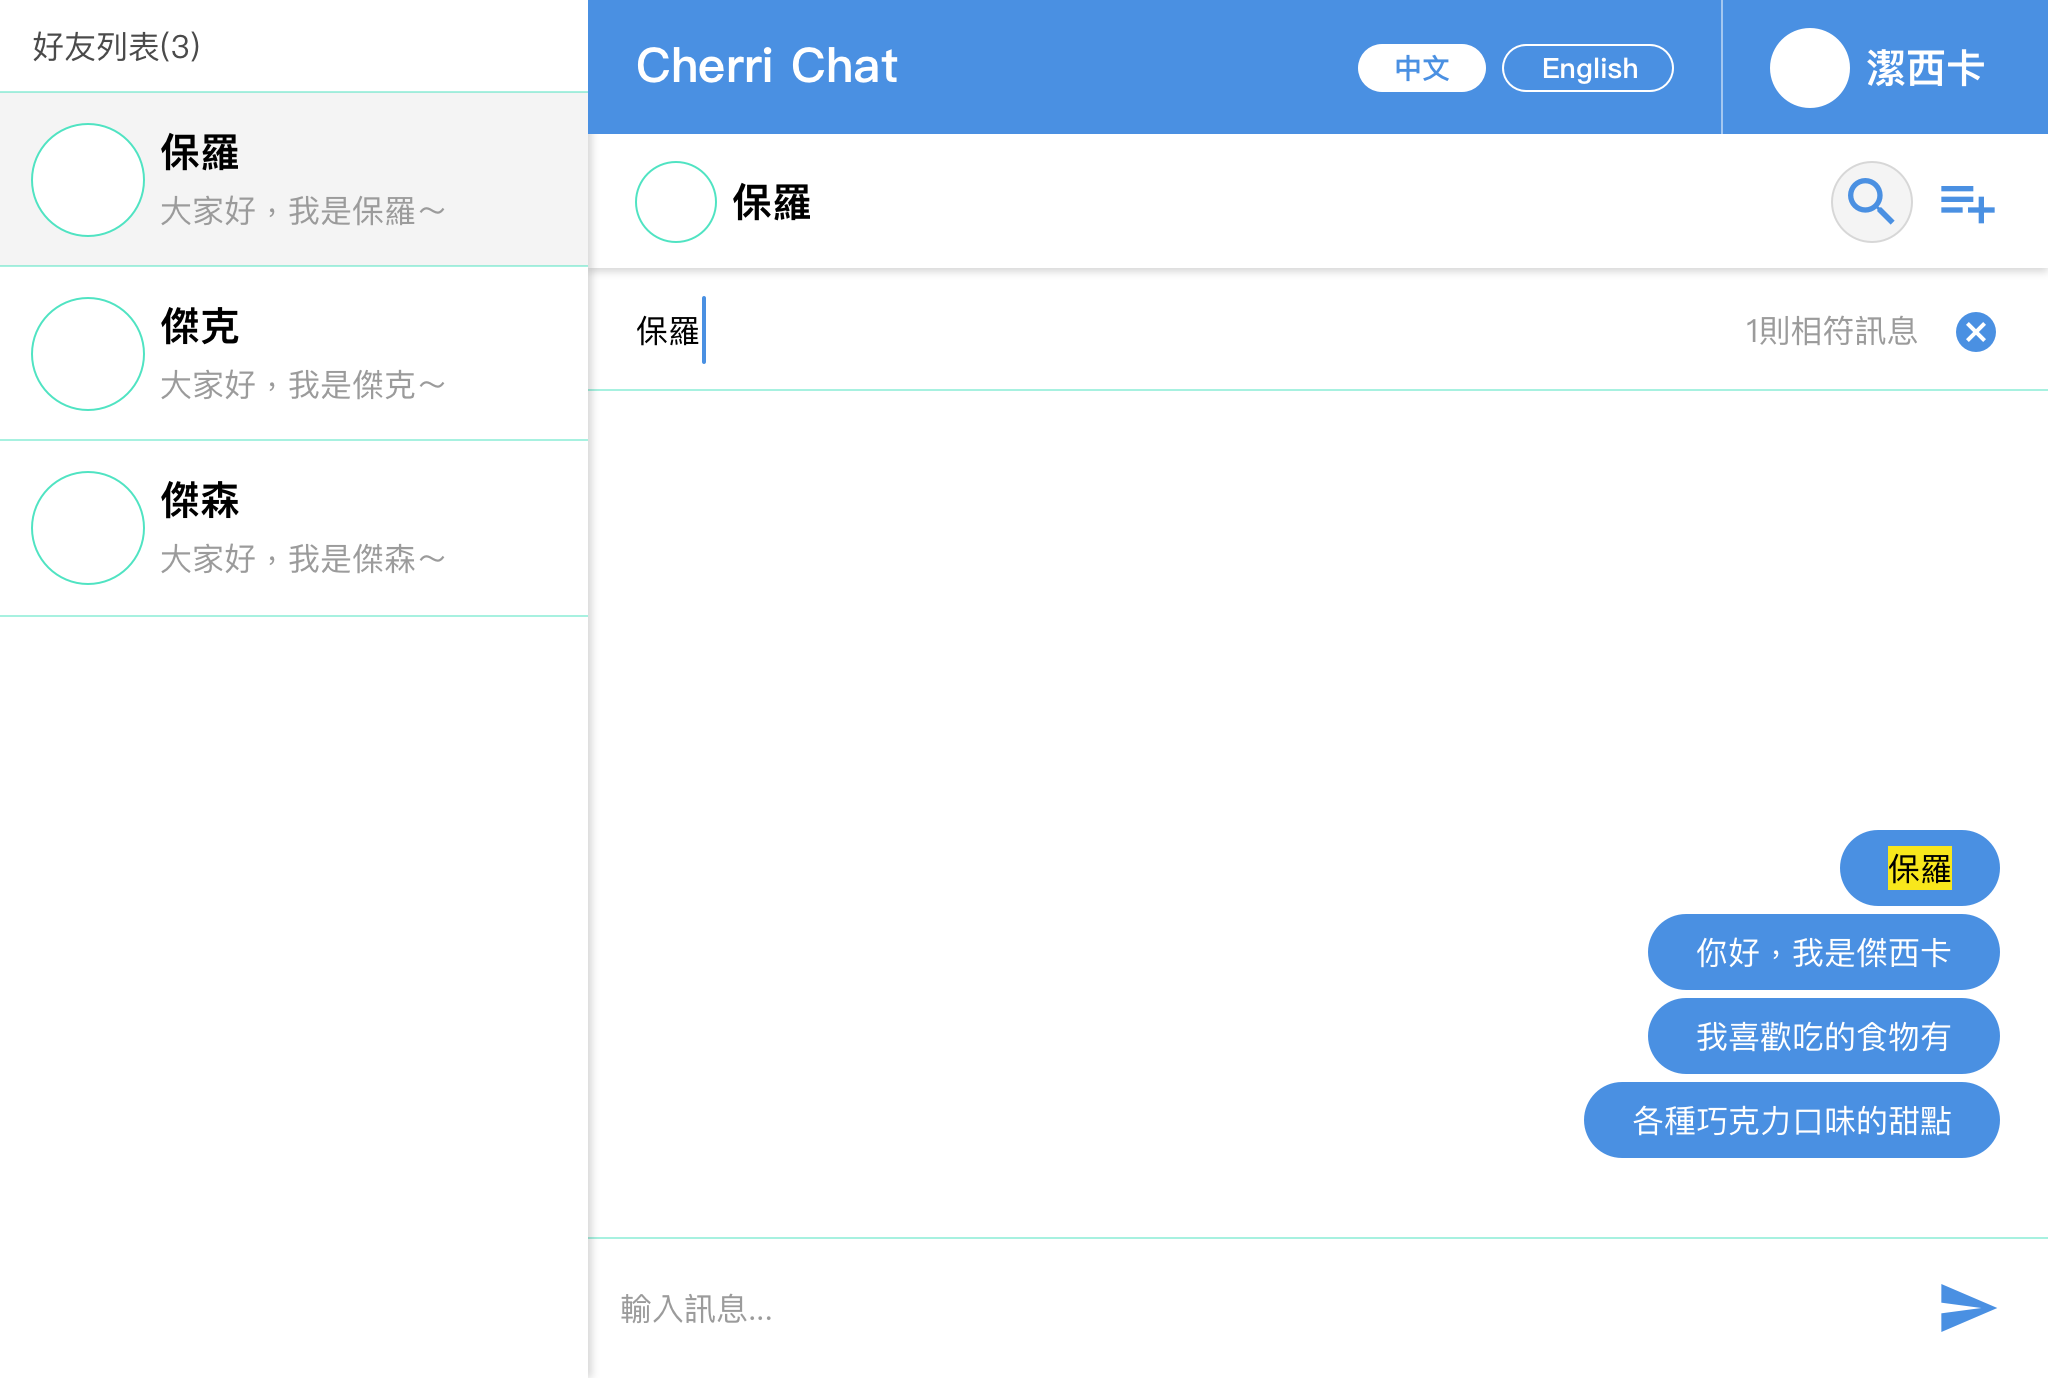 好友列表(3)
保羅
大家好，我是保羅～
傑克
大家好，我是傑克～
傑森
大家好，我是傑森～
Cherri Chat
中文
English
潔西卡
保羅
保羅
1則相符訊息
保羅
你好，我是傑西卡
我喜歡吃的食物有
各種巧克力口味的甜點
輸入訊息...